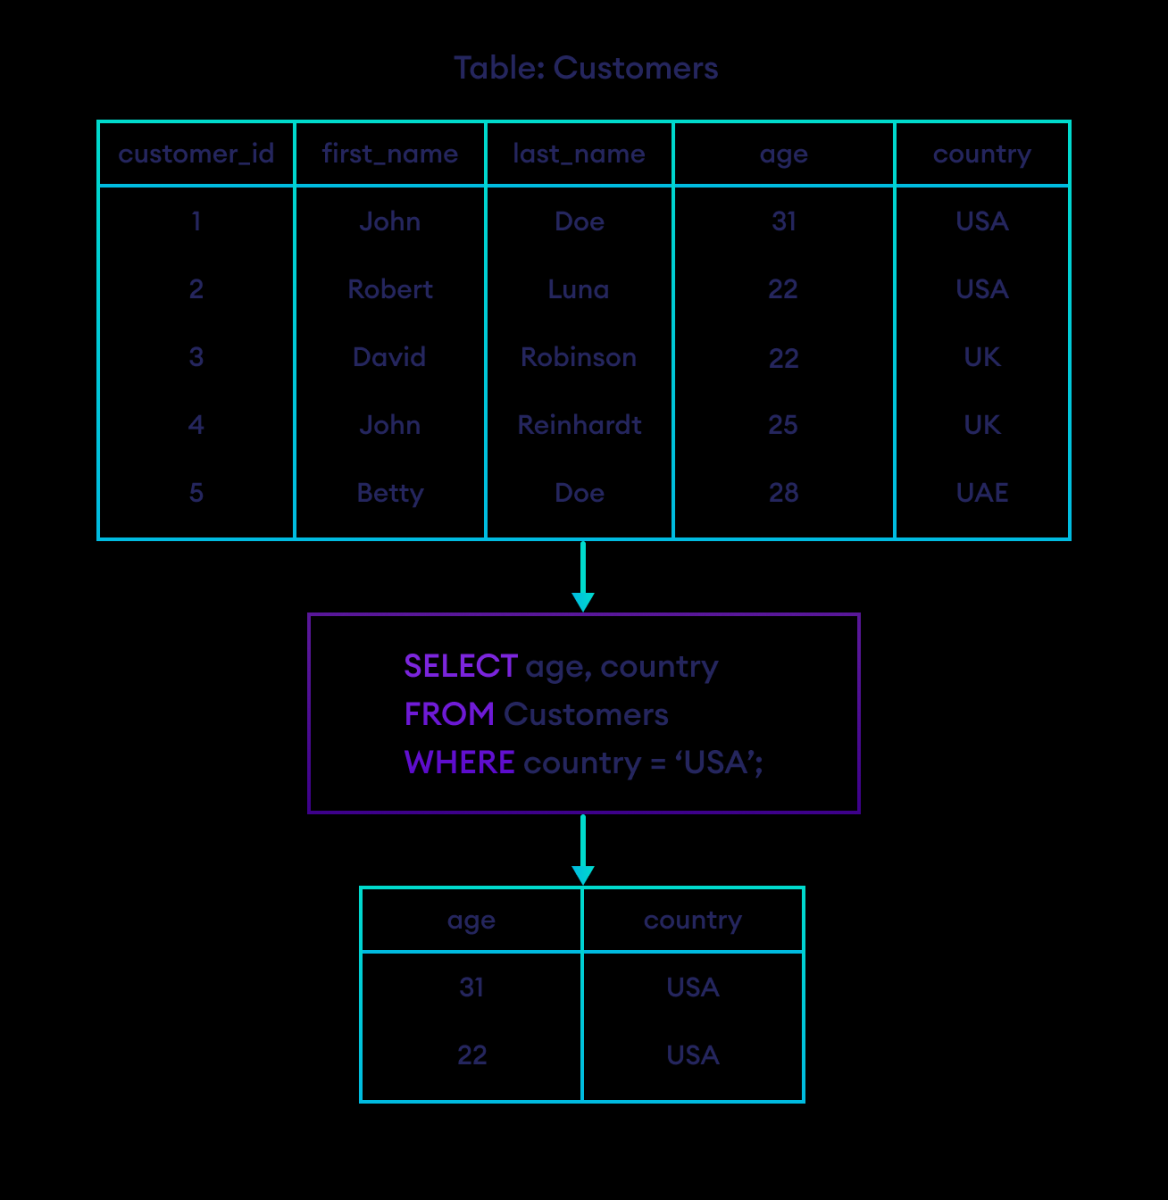 Table: Customers
customer_id first_name last_name age country
1 John Doe 31 USA
2 Robert Luna 22 USA
3 David Robinson 22 UK
4 John Reinhardt 25 UK
5 Betty Doe 28 UAE
SELECT age, country
FROM Customers
WHERE country = ‘USA’;
age country
31 USA
22 USA